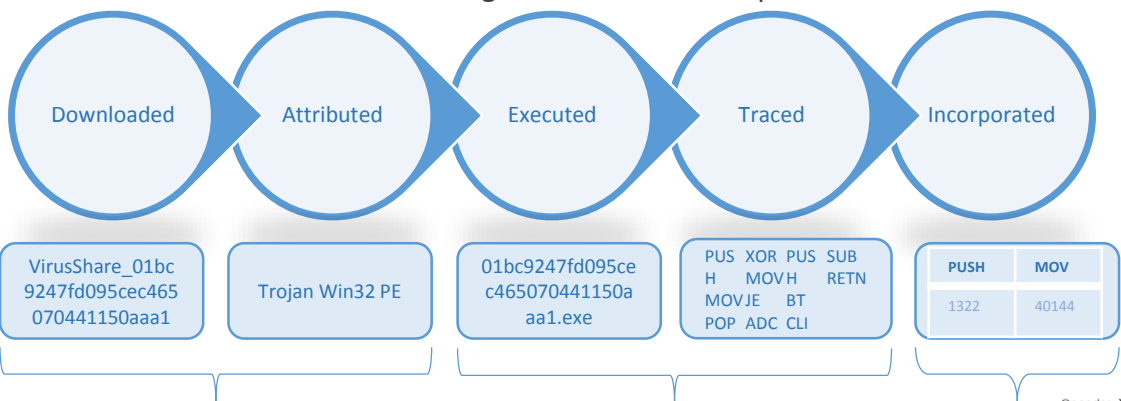 Downloaded
Attributed
Executed
Traced
Incorporated
VirusShare_01bc
9247fd095cec465
070441150aaa1
Trojan Win32 PE
01bc9247fd095ce
c465070441150a
aa1.exe
PUS XOR PUS SUB
H MOV H RETN
MOV JE BT
POP ADC CLI
PUSH MOV
1322 40144